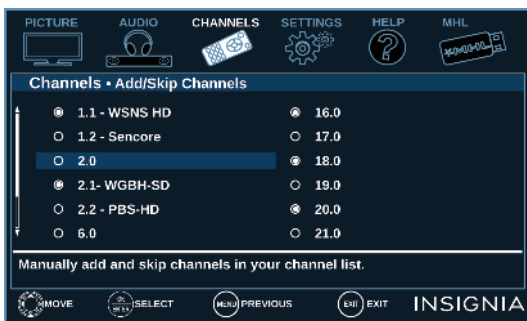 PICTURE AUDIO CHANNELS SETTINGS HELP MHL
Channels • Add/Skip Channels
1.1 - WSNS HD 16.0
1.2 - Sencore 17.0
2.0 18.0
2.1- WGBH-SD 19.0
2.2 - PBS-HD 20.0
6.0 21.0
Manually add and skip channels in your channel list.
MOVE OK ENTER SELECT MENU PREVIOUS EXIT EXIT INSIGNIA